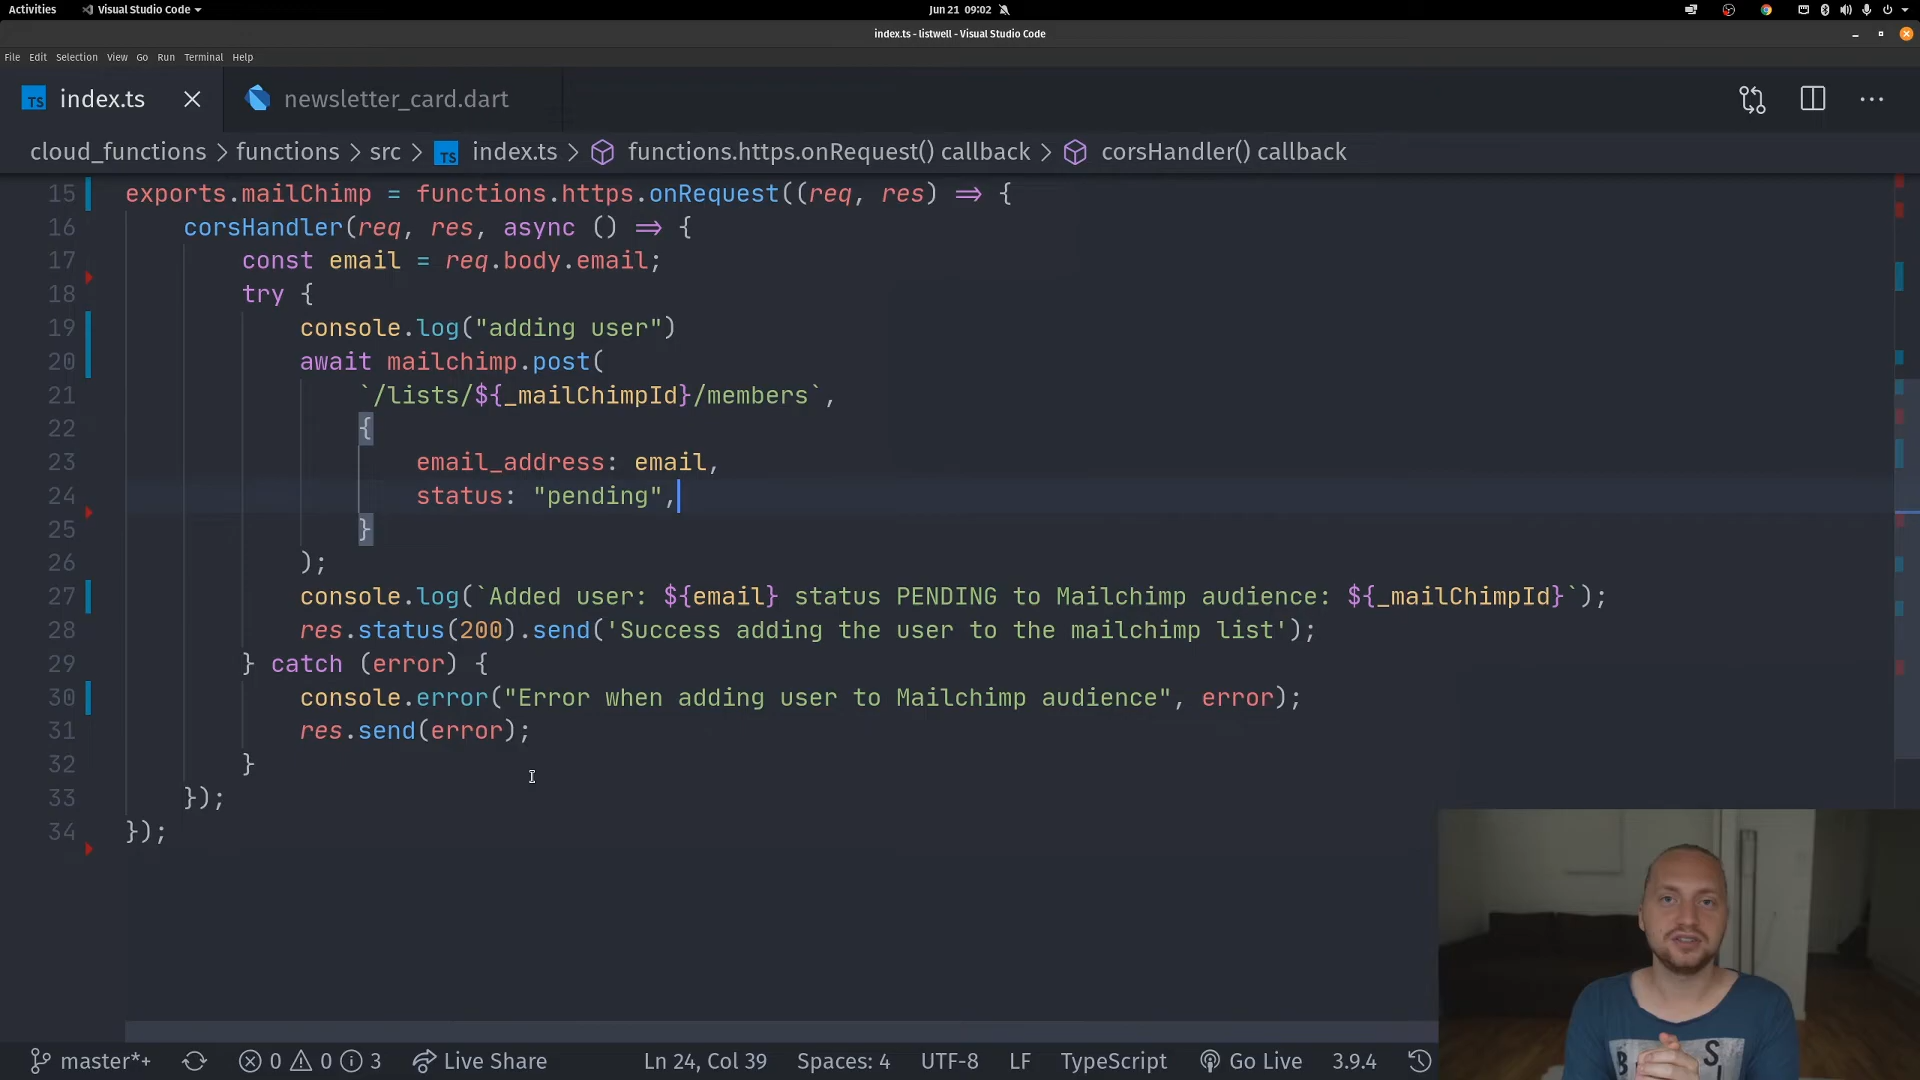 Activities
Visual Studio Code
Jun 21 09:02
index.ts - listwell - Visual Studio Code
File Edit Selection View Go Run Terminal Help
TS index.ts
newsletter_card.dart
cloud_functions > functions > src > TS index.ts > functions.https.onRequest() callback > corsHandler() callback
15 exports.mailChimp = functions.https.onRequest((req, res) => {
16 corsHandler(req, res, async () => {
17 const email = req.body.email;
18 try {
19 console.log("adding user")
20 await mailchimp.post(
21 `/lists/${_mailChimpId}/members`,
22 {
23 email_address: email,
24 status: "pending",
25 }
26 );
27 console.log(`Added user: ${email} status PENDING to Mailchimp audience: ${_mailChimpId}`);
28 res.status(200).send('Success adding the user to the mailchimp list');
29 } catch (error) {
30 console.error("Error when adding user to Mailchimp audience", error);
31 res.send(error);
32 }
33 });
34 });
master*+ 0 0 3 Live Share Ln 24, Col 39 Spaces: 4 UTF-8 LF TypeScript Go Live 3.9.4